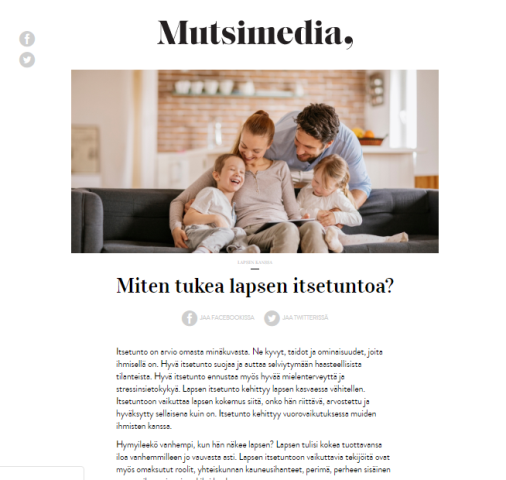 Mutsimedia,
LAPSEN KANSSA
Miten tukea lapsen itsetuntoa?
JAA FACEBOOKISSA JAA TWITTERISSÄ
Itsetunto on arvio omasta minäkuvasta. Ne kyvyt, taidot ja ominaisuudet, joita
ihmisellä on. Hyvä itsetunto suojaa ja auttaa selviytymään haasteellisista
tilanteista. Hyvä itsetunto ennustaa myös hyvää mielenterveyttä ja
stressinsietokykyä. Lapsen itsetunto kehittyy lapsen kasvaessa vähitellen.
Itsetuntoon vaikuttaa lapsen kokemus siitä, onko hän riittävä, arvostettu ja
hyväksytty sellaisena kuin on. Itsetunto kehittyy vuorovaikutuksessa muiden
ihmisten kanssa.
Hymyileekö vanhempi, kun hän näkee lapsen? Lapsen tulisi kokea tuottavansa
iloa vanhemmilleen jo vauvasta asti. Lapsen itsetuntoon vaikuttavia tekijöitä ovat
myös omaksutut roolit, yhteiskunnan kauneusihanteet, perimä, perheen sisäinen